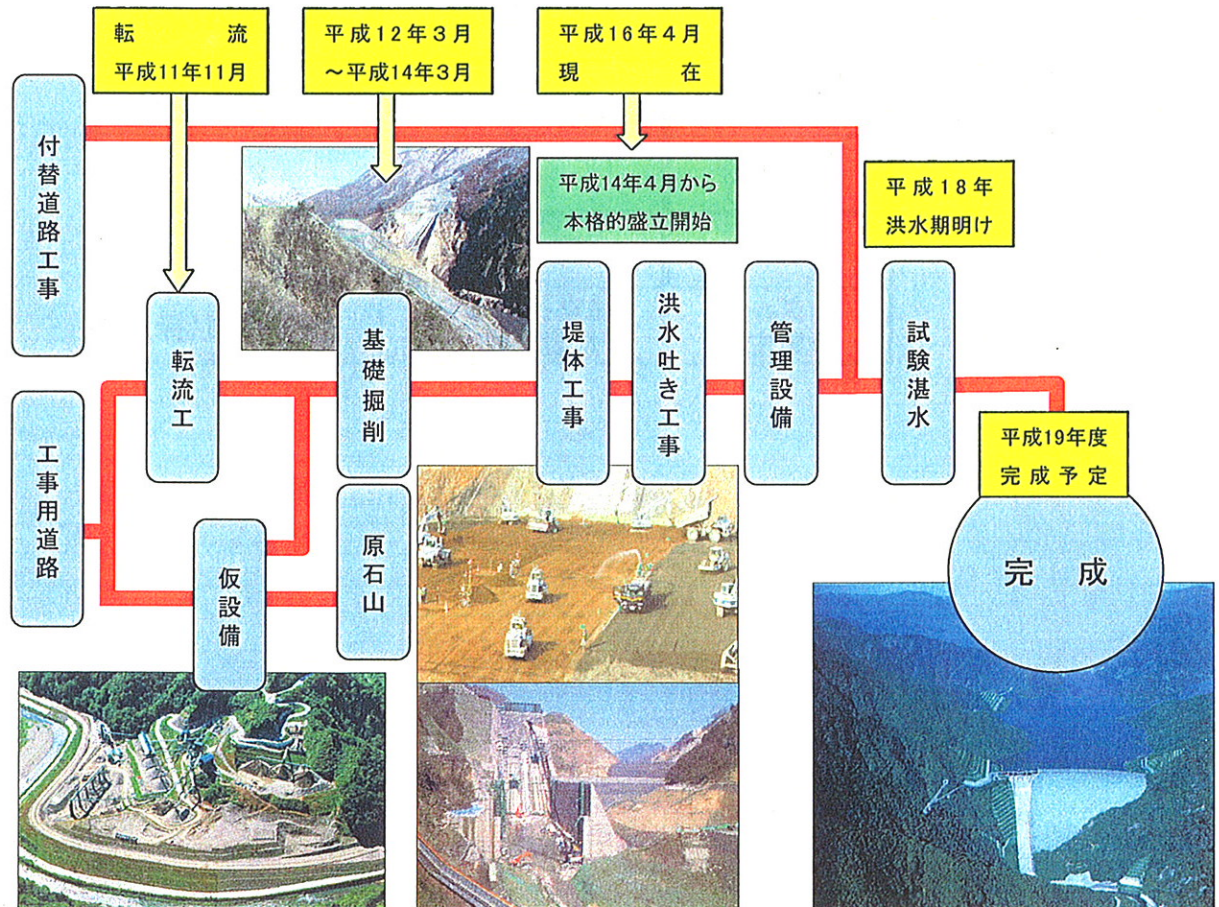 転流
平成11年11月
平成12年3月
～平成14年3月
平成16年4月
現在
付替道路工事
平成14年4月から
本格的盛立開始
平成18年
洪水期明け
転流工
基礎掘削
堤体工事
洪水吐き工事
管理設備
試験湛水
工事用道路
仮設備
原石山
平成19年度
完成予定
完成